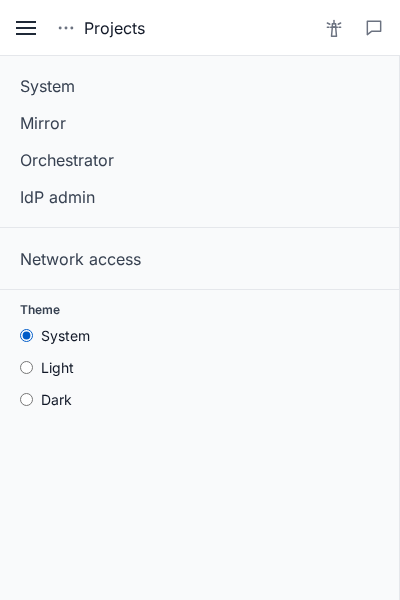 Projects
System
Mirror
Orchestrator
IdP admin
Network access
Theme
System
Light
Dark